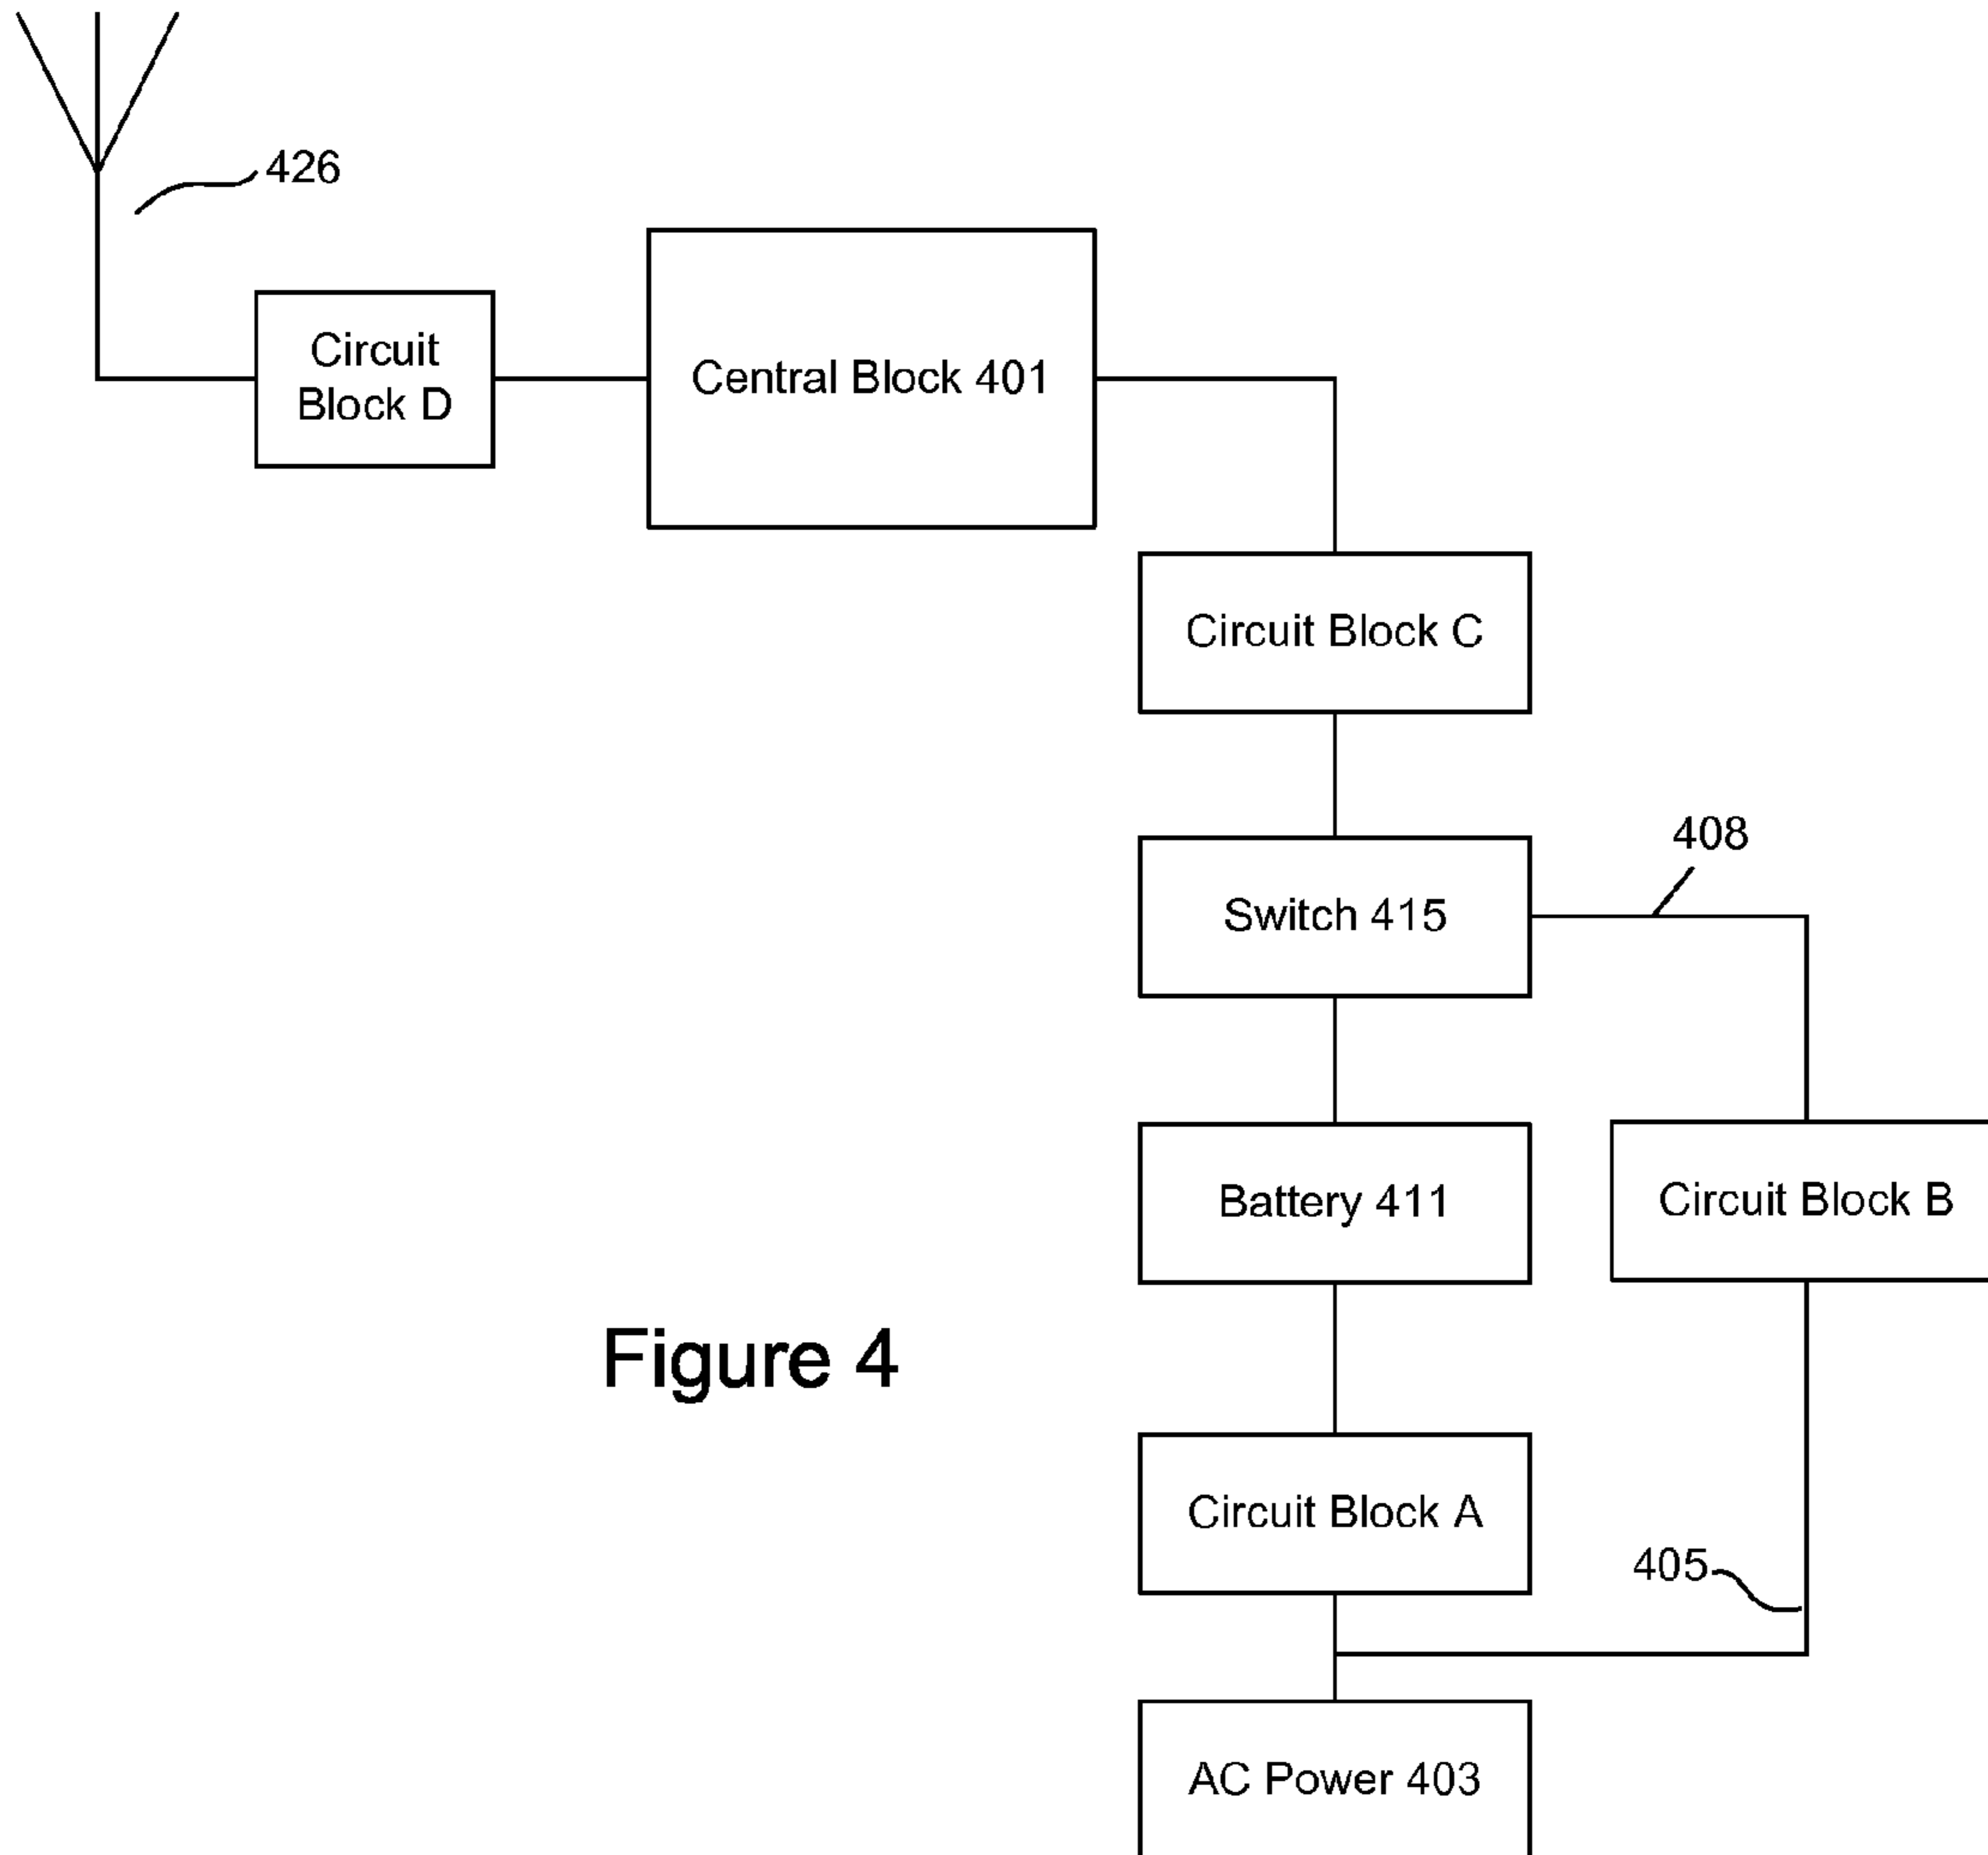 426
Circuit
Block D
Central Block 401
Circuit Block C
408
Switch 415
Battery 411
Circuit Block B
Figure 4
Circuit Block A
405
AC Power 403